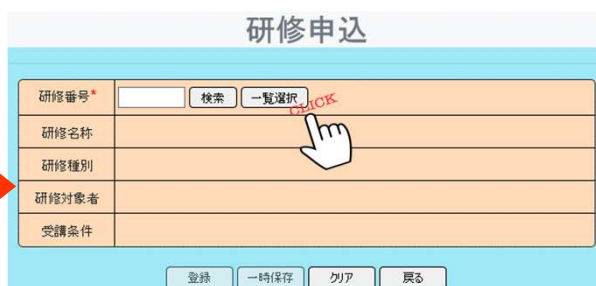 研修申込
研修番号* 検索 一覧選択
CLICK
研修名称
研修種別
研修対象者
受講条件
登録 一時保存 クリア 戻る